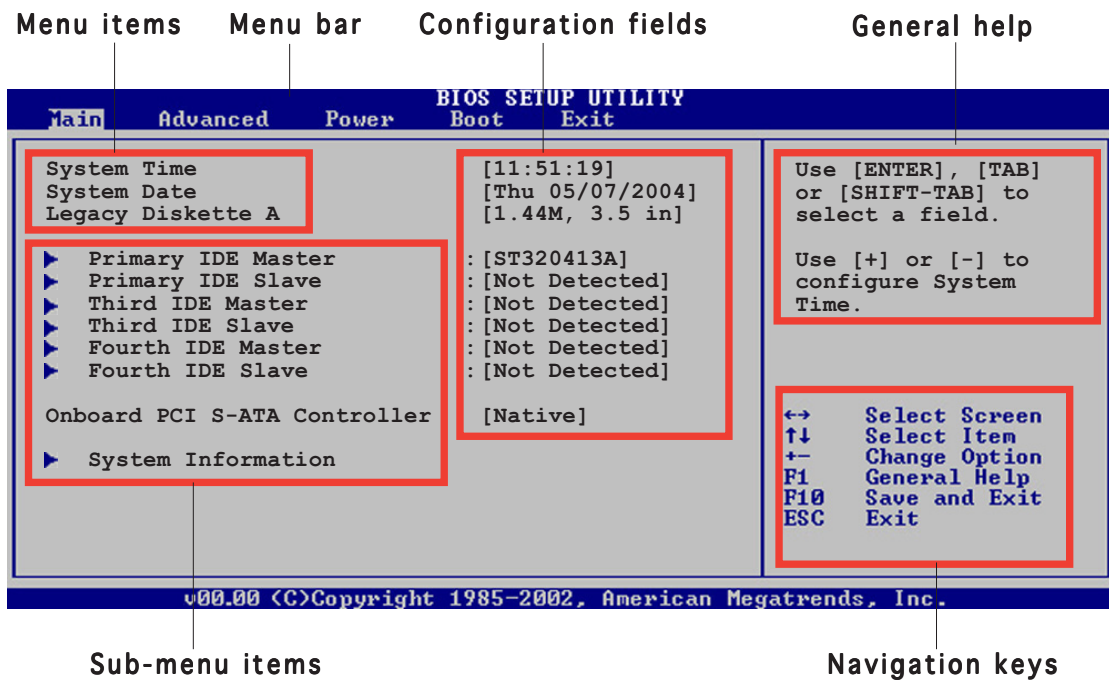 Menu items Menu bar Configuration fields General help
BIOS SETUP UTILITY
Main Advanced Power Boot Exit
System Time [11:51:19]
System Date [Thu 05/07/2004]
Legacy Diskette A [1.44M, 3.5 in]
Primary IDE Master :[ST320413A]
Primary IDE Slave :[Not Detected]
Third IDE Master :[Not Detected]
Third IDE Slave :[Not Detected]
Fourth IDE Master :[Not Detected]
Fourth IDE Slave :[Not Detected]
Onboard PCI S-ATA Controller [Native]
System Information
Use [ENTER], [TAB]
or [SHIFT-TAB] to
select a field.
Use [+] or [-] to
configure System
Time.
←→ Select Screen
↑↓ Select Item
+- Change Option
F1 General Help
F10 Save and Exit
ESC Exit
v00.00 (C)Copyright 1985-2002, American Megatrends, Inc.
Sub-menu items Navigation keys